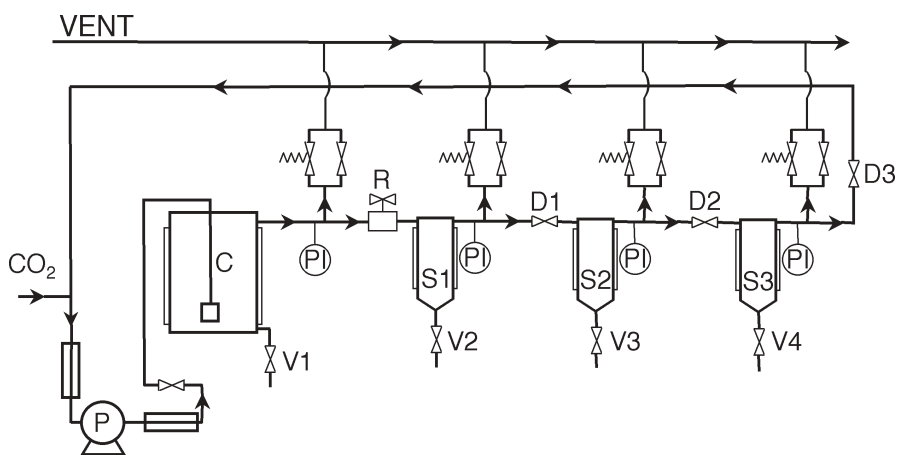 VENT
R
D1
D2
D3
CO₂
C
PI
S1
PI
S2
PI
S3
PI
V1
V2
V3
V4
P